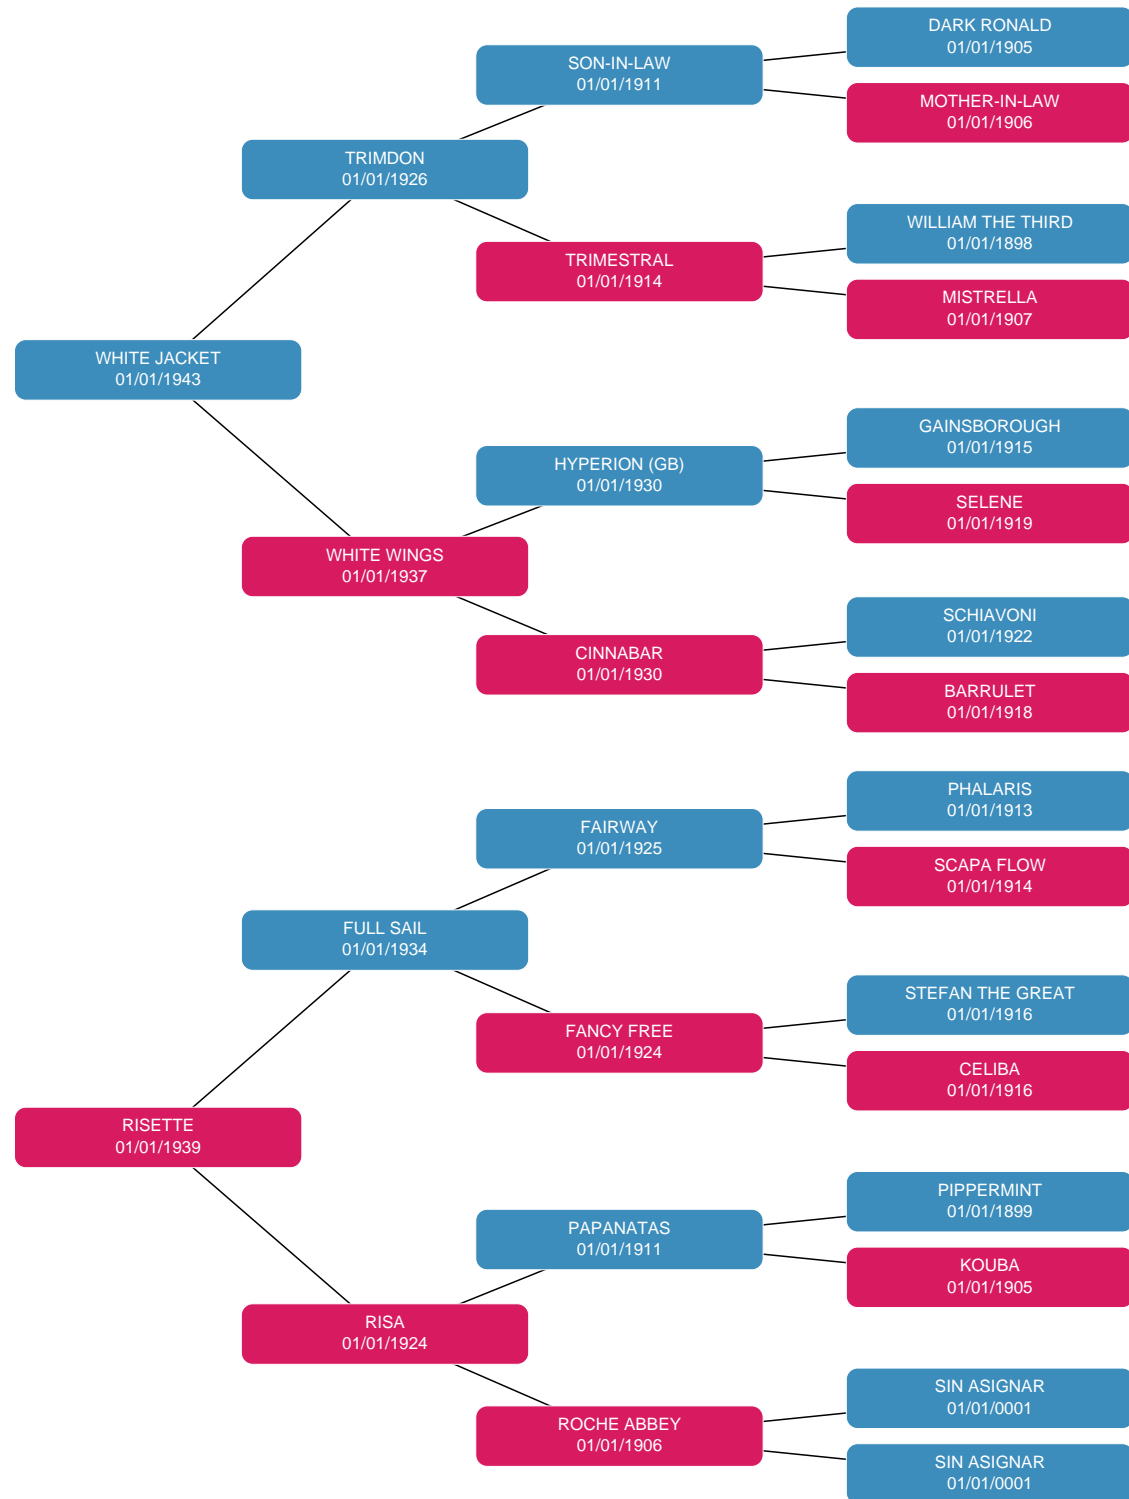 DARK RONALD
01/01/1905
SON-IN-LAW
01/01/1911
MOTHER-IN-LAW
01/01/1906
TRIMDON
01/01/1926
WILLIAM THE THIRD
01/01/1898
TRIMESTRAL
01/01/1914
MISTRELLA
01/01/1907
WHITE JACKET
01/01/1943
GAINSBOROUGH
01/01/1915
HYPERION (GB)
01/01/1930
SELENE
01/01/1919
WHITE WINGS
01/01/1937
SCHIAVONI
01/01/1922
CINNABAR
01/01/1930
BARRULET
01/01/1918
PHALARIS
01/01/1913
FAIRWAY
01/01/1925
SCAPA FLOW
01/01/1914
FULL SAIL
01/01/1934
STEFAN THE GREAT
01/01/1916
FANCY FREE
01/01/1924
CELIBA
01/01/1916
RISETTE
01/01/1939
PIPPERMINT
01/01/1899
PAPANATAS
01/01/1911
KOUBA
01/01/1905
RISA
01/01/1924
SIN ASIGNAR
01/01/0001
ROCHE ABBEY
01/01/1906
SIN ASIGNAR
01/01/0001